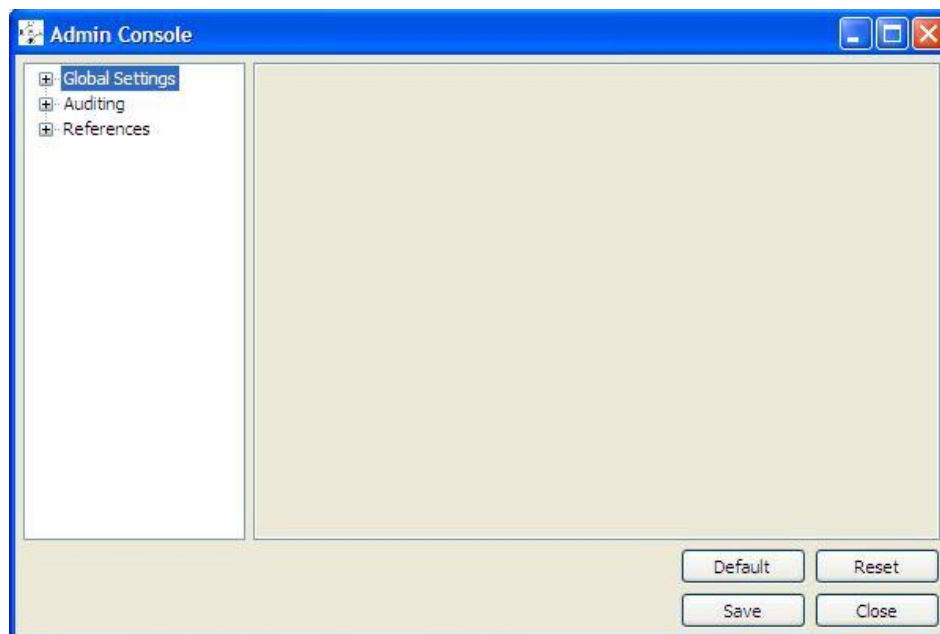 Admin Console
Global Settings
Auditing
References
Default Reset
Save Close